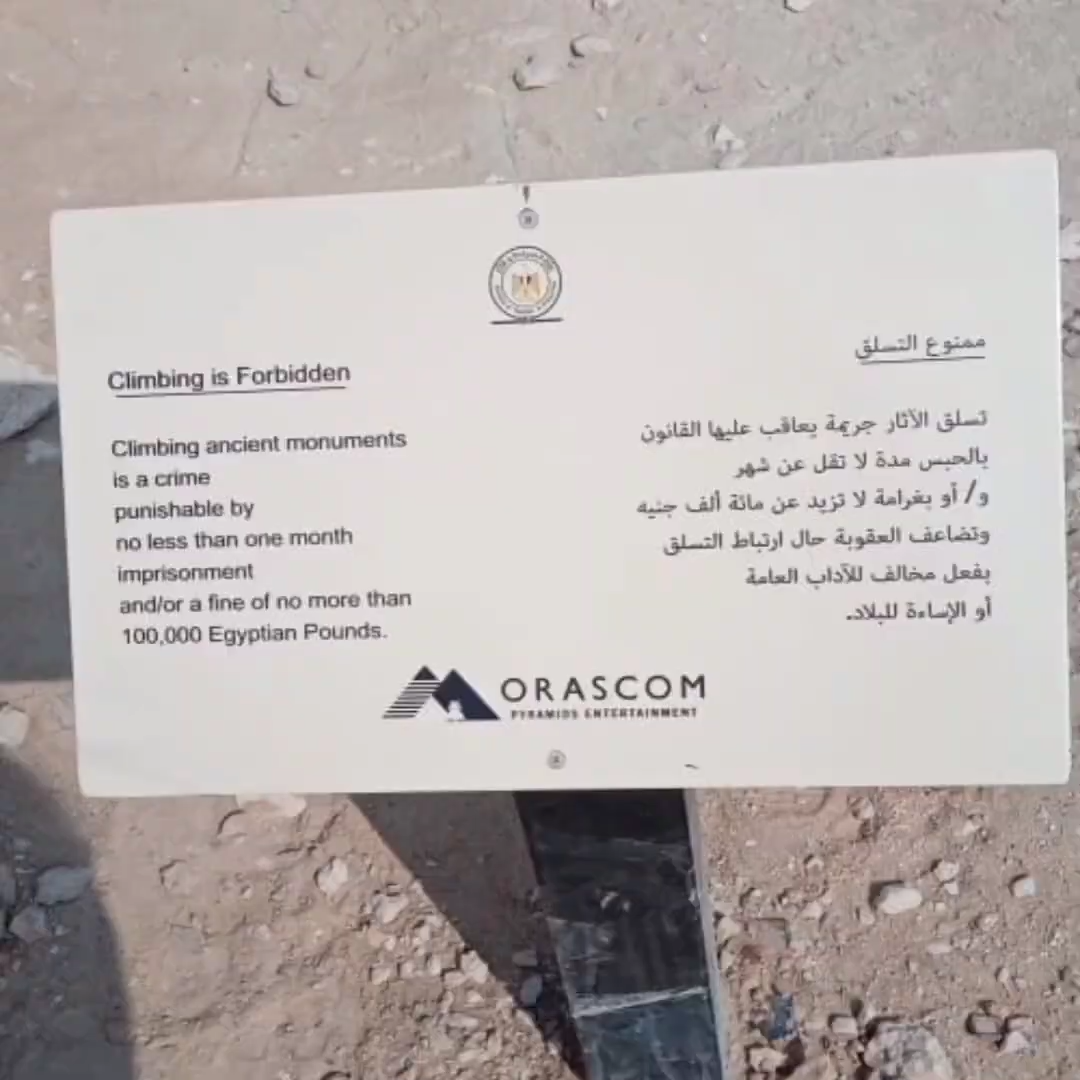 Climbing is Forbidden
Climbing ancient monuments
is a crime
punishable by
no less than one month
imprisonment
and/or a fine of no more than
100,000 Egyptian Pounds.
ممنوع التسلق
تسلق الآثار جريمة يعاقب عليها القانون
بالحبس مدة لا تقل عن شهر
و/ أو بغرامة لا تزيد عن مائة ألف جنيه
وتضاعف العقوبة حال ارتباط التسلق
بفعل مخالف للآداب العامة
أو الإساءة للبلاد.
ORASCOM
PYRAMIDS ENTERTAINMENT